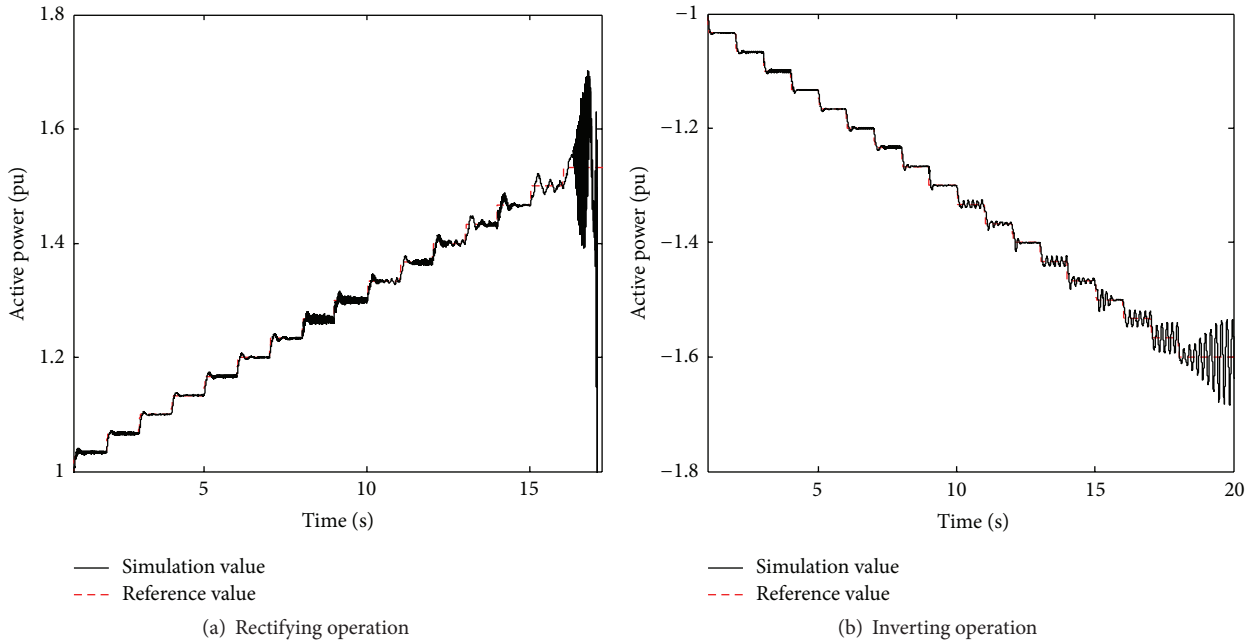 1.8
1.6
1.4
1.2
1
Active power (pu)
5
10
15
Time (s)
Simulation value
Reference value
(a) Rectifying operation
−1
−1.2
−1.4
−1.6
−1.8
Active power (pu)
5
10
15
20
Time (s)
Simulation value
Reference value
(b) Inverting operation